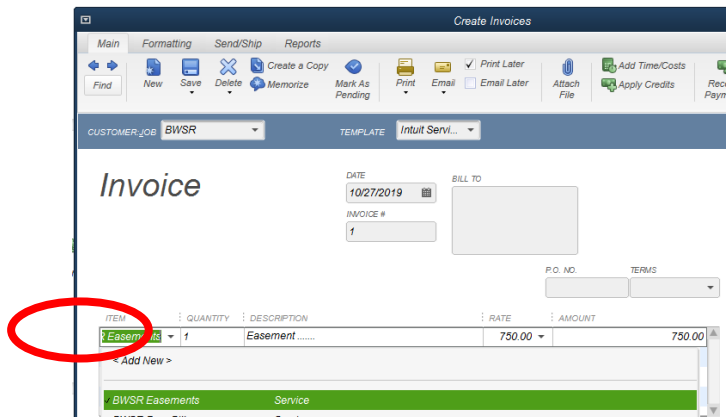 Create Invoices
Main Formatting Send/Ship Reports
Find New Save Delete Create a Copy Memorize Mark As Pending Print Email Print Later Email Later Attach File Add Time/Costs Apply Credits
CUSTOMER:JOB BWSR TEMPLATE Intuit Servi...
Invoice
DATE
10/27/2019
INVOICE #
1
BILL TO
P.O. NO. TERMS
ITEM QUANTITY DESCRIPTION RATE AMOUNT
Easements 1 Easement ....... 750.00 750.00
< Add New >
BWSR Easements Service